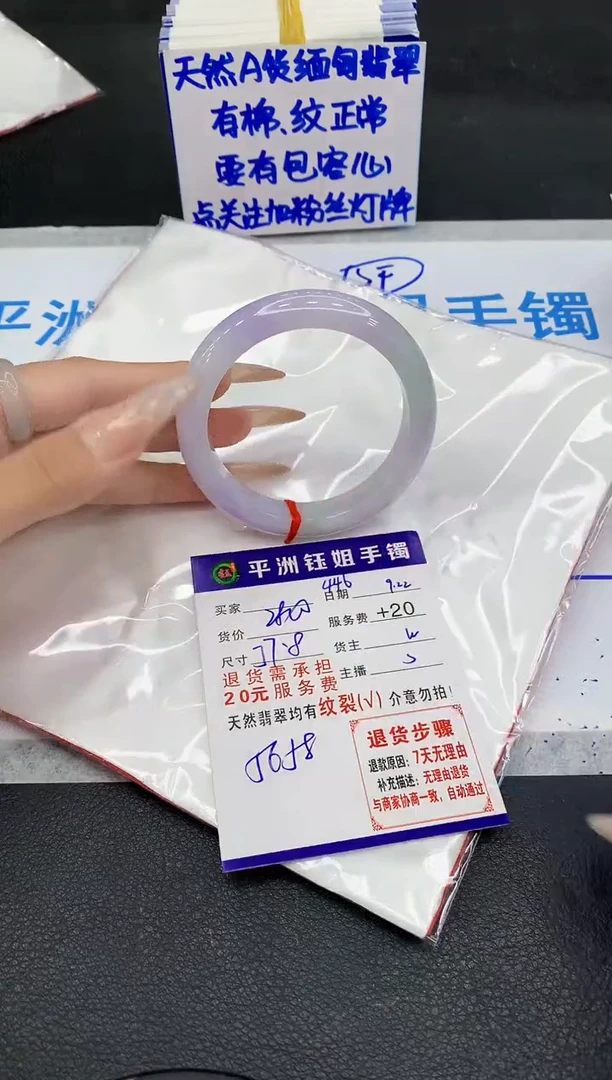 天然A货缅甸翡翠
有棉、纹正常
要有包容心
点关注加粉丝灯牌
平洲
姐手镯
平洲钰姐手镯
446
买家
日期 9.22
货价
服务费 +20
尺寸
货主 W
退货需承担
主播
20元服务费
天然翡翠均有纹裂(√) 介意勿拍!
退货步骤
退款原因:7天无理由
补充描述:无理由退货
与商家协商一致,自动通过